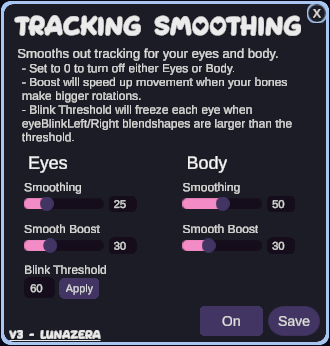 X
TRACKING SMOOTHING
Smooths out tracking for your eyes and body.
- Set to 0 to turn off either Eyes or Body.
- Boost will speed up movement when your bones
make bigger rotations.
- Blink Threshold will freeze each eye when
eyeBlinkLeft/Right blendshapes are larger than the
threshold.
Eyes Body
Smoothing Smoothing
25 50
Smooth Boost Smooth Boost
30 30
Blink Threshold
60 Apply
On Save
V3 - LUNAZERA